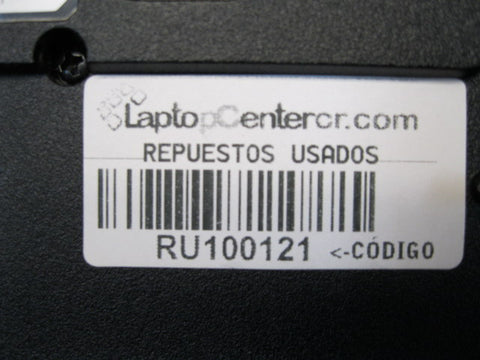 LaptopCentercr.com
REPUESTOS USADOS
RU100121 <-CÓDIGO